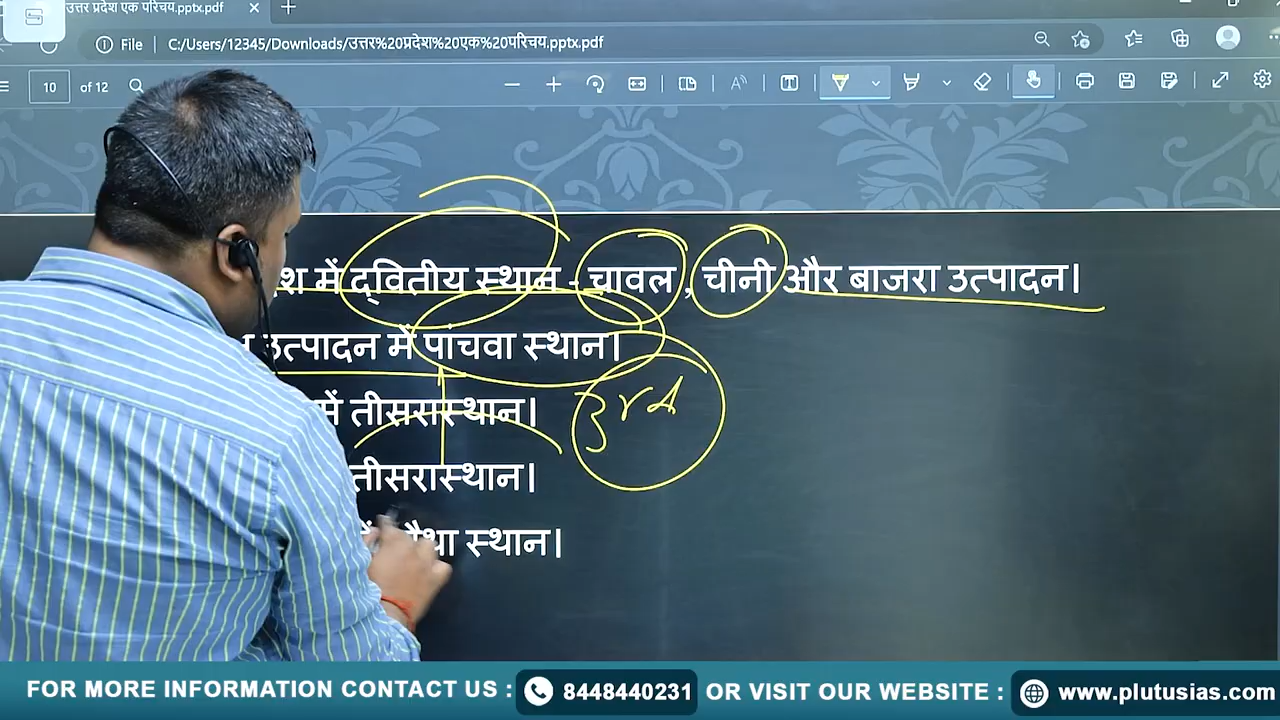 उत्तर प्रदेश एक परिचय.pptx.pdf
File C:/Users/12345/Downloads/उत्तर%20प्रदेश%20एक%20परिचय.pptx.pdf
10 of 12
में द्वितीय स्थान - चावल , चीनी और बाजरा उत्पादन।
उत्पादन में पांचवा स्थान।
में तीसरास्थान। 3rd
तीसरास्थान।
स्थान।
FOR MORE INFORMATION CONTACT US : 8448440231 OR VISIT OUR WEBSITE : www.plutusias.com